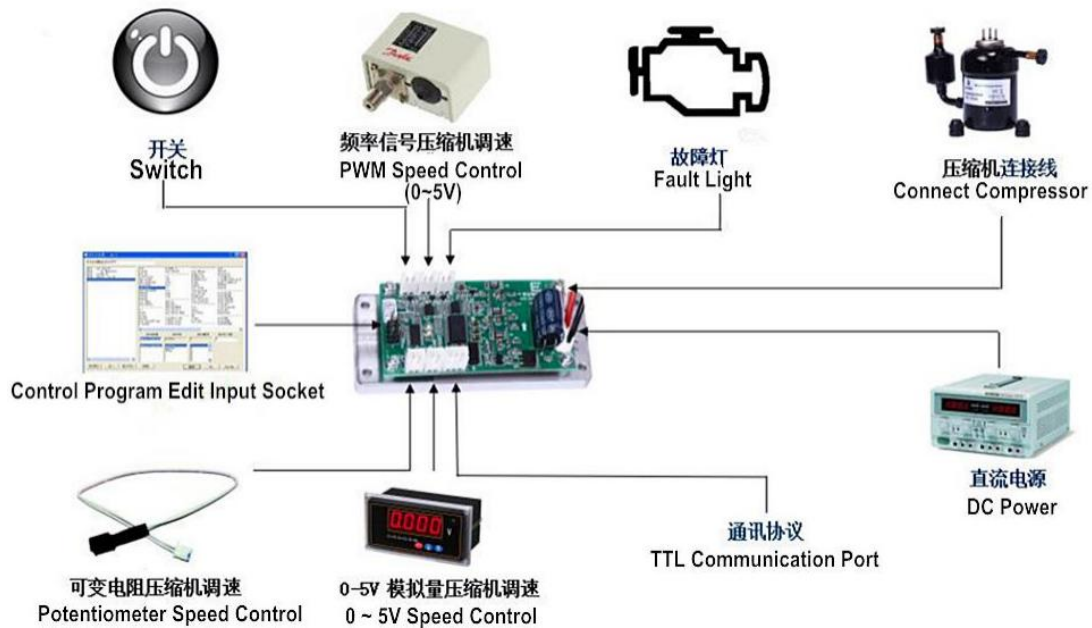 开关
Switch
频率信号压缩机调速
PWM Speed Control
(0~5V)
故障灯
Fault Light
压缩机连接线
Connect Compressor
Control Program Edit Input Socket
直流电源
DC Power
可变电阻压缩机调速
Potentiometer Speed Control
0.000
V
0-5V 模拟量压缩机调速
0 ~ 5V Speed Control
通讯协议
TTL Communication Port